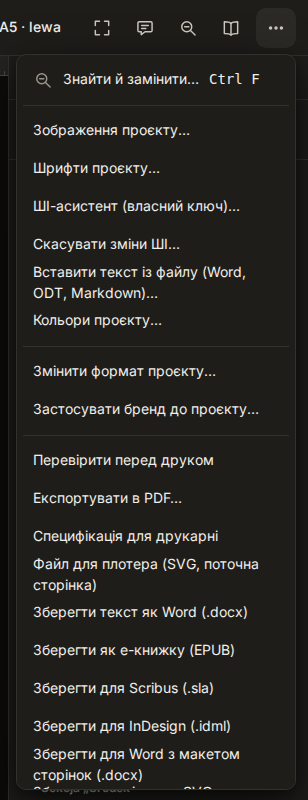 A5 · Iewa
Знайти й замінити... Ctrl F
Зображення проєкту...
Шрифти проєкту...
ШІ-асистент (власний ключ)...
Скасувати зміни ШІ...
Вставити текст із файлу (Word,
ODT, Markdown)...
Кольори проєкту...
Змінити формат проєкту...
Застосувати бренд до проєкту...
Перевірити перед друком
Експортувати в PDF...
Специфікація для друкарні
Файл для плотера (SVG, поточна
сторінка)
Зберегти текст як Word (.docx)
Зберегти як е-книжку (EPUB)
Зберегти для Scribus (.sla)
Зберегти для InDesign (.idml)
Зберегти для Word з макетом
сторінок (.docx)